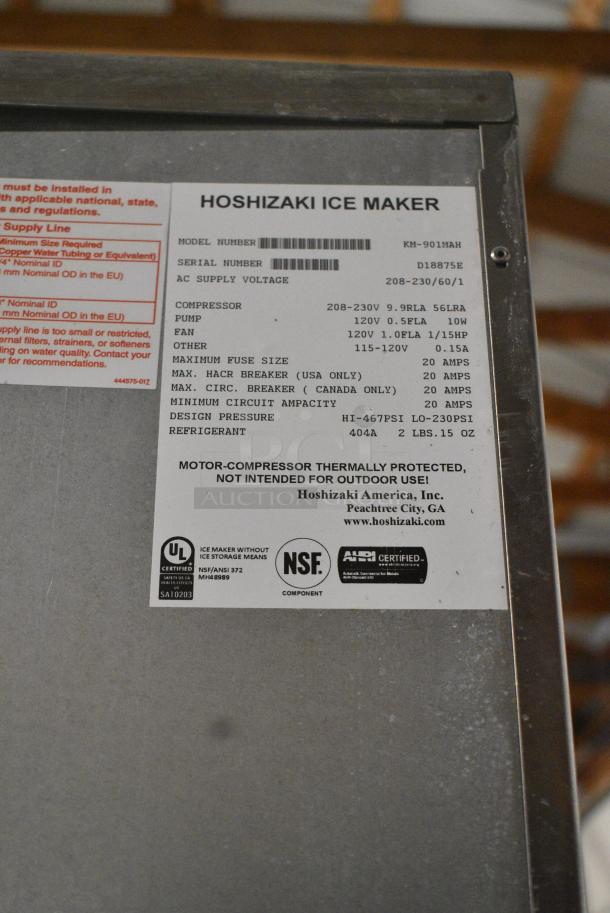 must be installed in
th applicable national, state,
s and regulations.
Supply Line
Minimum Size Required
Copper Water Tubing or Equivalent)
/4" Nominal ID
mm Nominal OD in the EU)
" Nominal ID
mm Nominal OD in the EU)
pply line is too small or restricted,
ernal filters, strainers, or softeners
ing on water quality. Contact your
r for recommendations.
444575-01Z
HOSHIZAKI ICE MAKER
MODEL NUMBER KM-901MAH
SERIAL NUMBER D18875E
AC SUPPLY VOLTAGE 208-230/60/1
COMPRESSOR 208-230V 9.9RLA 56LRA
PUMP 120V 0.5FLA 10W
FAN 120V 1.0FLA 1/15HP
OTHER 115-120V 0.15A
MAXIMUM FUSE SIZE 20 AMPS
MAX. HACR BREAKER (USA ONLY) 20 AMPS
MAX. CIRC. BREAKER ( CANADA ONLY) 20 AMPS
MINIMUM CIRCUIT AMPACITY 20 AMPS
DESIGN PRESSURE HI-467PSI LO-230PSI
REFRIGERANT 404A 2 LBS.15 OZ
MOTOR-COMPRESSOR THERMALLY PROTECTED,
NOT INTENDED FOR OUTDOOR USE!
Hoshizaki America, Inc.
Peachtree City, GA
www.hoshizaki.com
UL
CERTIFIED
SA10203
ICE MAKER WITHOUT
ICE STORAGE MEANS
NSF/ANSI 372
MH48989
NSF
COMPONENT
AHRI CERTIFIED